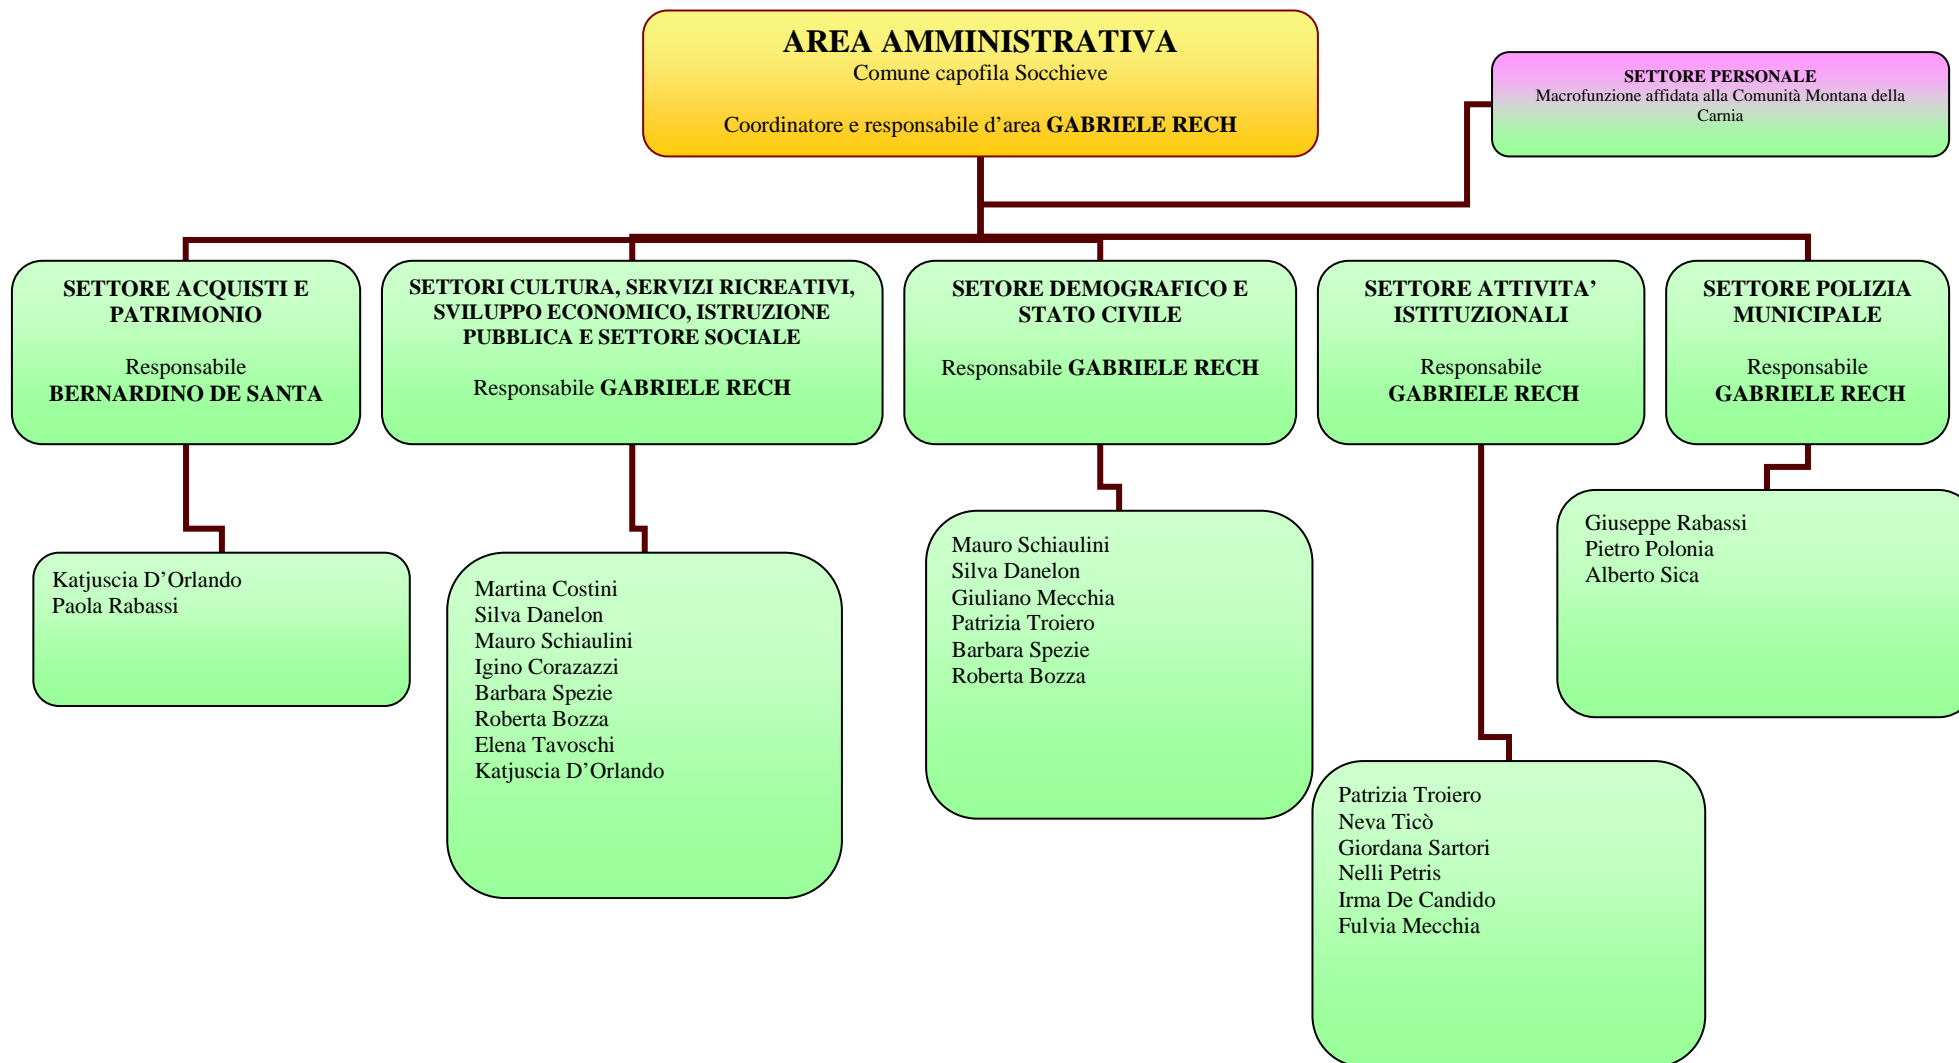 AREA AMMINISTRATIVA
Comune capofila Socchieve
Coordinatore e responsabile d’area GABRIELE RECH
SETTORE PERSONALE
Macrofunzione affidata alla Comunità Montana della
Carnia
SETTORE ACQUISTI E
PATRIMONIO
Responsabile
BERNARDINO DE SANTA
SETTORI CULTURA, SERVIZI RICREATIVI,
SVILUPPO ECONOMICO, ISTRUZIONE
PUBBLICA E SETTORE SOCIALE
Responsabile GABRIELE RECH
SETORE DEMOGRAFICO E
STATO CIVILE
Responsabile GABRIELE RECH
SETTORE ATTIVITA’
ISTITUZIONALI
Responsabile
GABRIELE RECH
SETTORE POLIZIA
MUNICIPALE
Responsabile
GABRIELE RECH
Katjuscia D’Orlando
Paola Rabassi
Martina Costini
Silva Danelon
Mauro Schiaulini
Igino Corazazzi
Barbara Spezie
Roberta Bozza
Elena Tavoschi
Katjuscia D’Orlando
Mauro Schiaulini
Silva Danelon
Giuliano Mecchia
Patrizia Troiero
Barbara Spezie
Roberta Bozza
Patrizia Troiero
Neva Ticò
Giordana Sartori
Nelli Petris
Irma De Candido
Fulvia Mecchia
Giuseppe Rabassi
Pietro Polonia
Alberto Sica